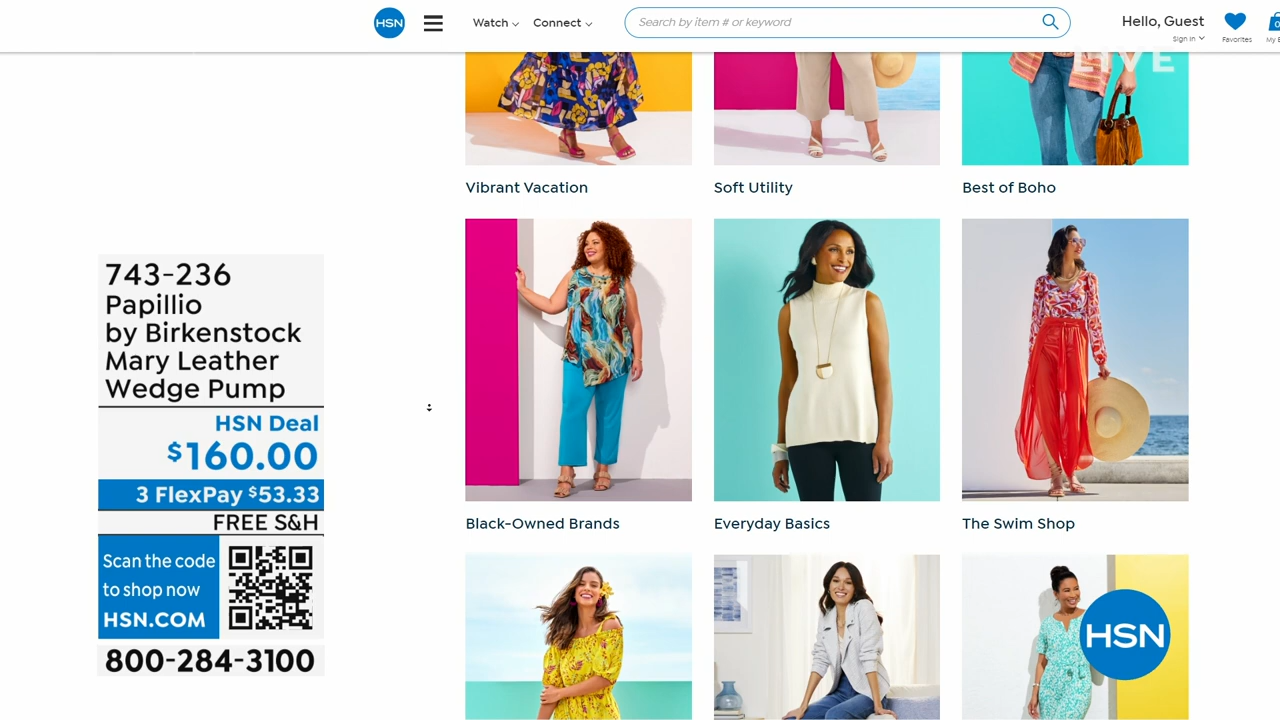 HSN
Watch
Connect
Search by item # or keyword
Hello, Guest
Sign In
Favorites
0
LIVE
Vibrant Vacation
Soft Utility
Best of Boho
743-236
Papillio
by Birkenstock
Mary Leather
Wedge Pump
HSN Deal
$160.00
3 FlexPay $53.33
FREE S&H
Scan the code
to shop now
HSN.COM
800-284-3100
Black-Owned Brands
Everyday Basics
The Swim Shop
HSN